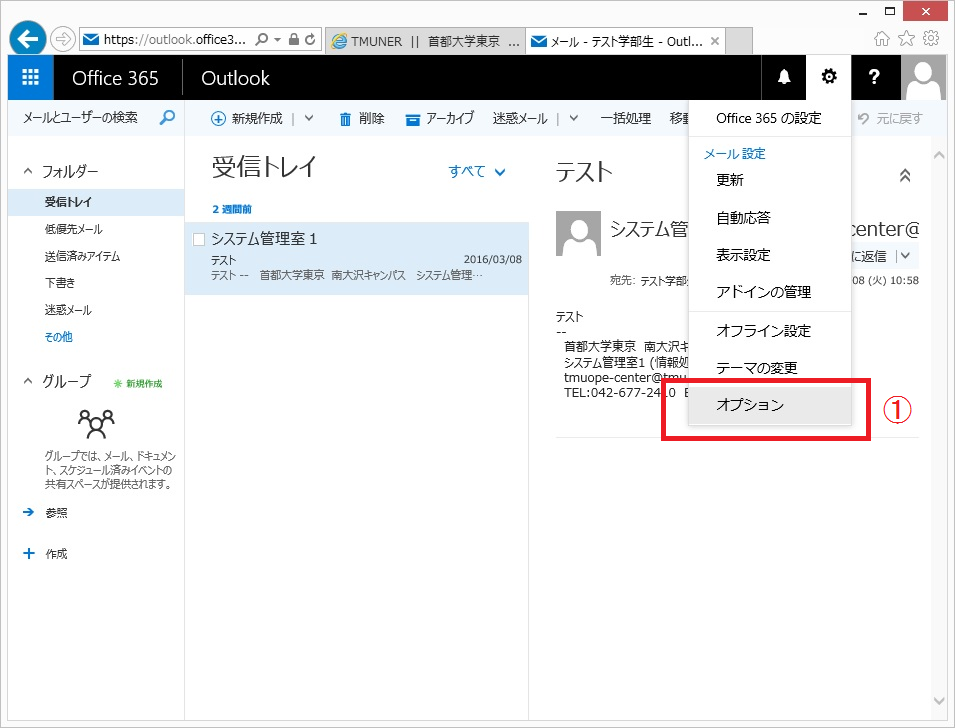 https://outlook.office3...
TMUNER || 首都大学東京 ...
メール - テスト学部生 - Outl...
Office 365
Outlook
?
メールとユーザーの検索
新規作成
削除
アーカイブ
迷惑メール
一括処理
移動
元に戻す
フォルダー
受信トレイ
低優先メール
送信済みアイテム
下書き
迷惑メール
その他
グループ
新規作成
グループでは、メール、ドキュメン
ト、スケジュール済みイベントの
共有スペースが提供されます。
参照
作成
受信トレイ
すべて
2 週間前
システム管理室 1
テスト
2016/03/08
テスト -- 首都大学東京 南大沢キャンパス システム管理…
テスト
システム管
center@
に返信
宛先: テスト学部
08 (火) 10:58
テスト
--
首都大学東京 南大沢キ
システム管理室1 (情報処
tmuope-center@tmu
TEL:042-677-2410
Office 365 の設定
メール 設定
更新
自動応答
表示設定
アドインの管理
オフライン設定
テーマの変更
オプション
①